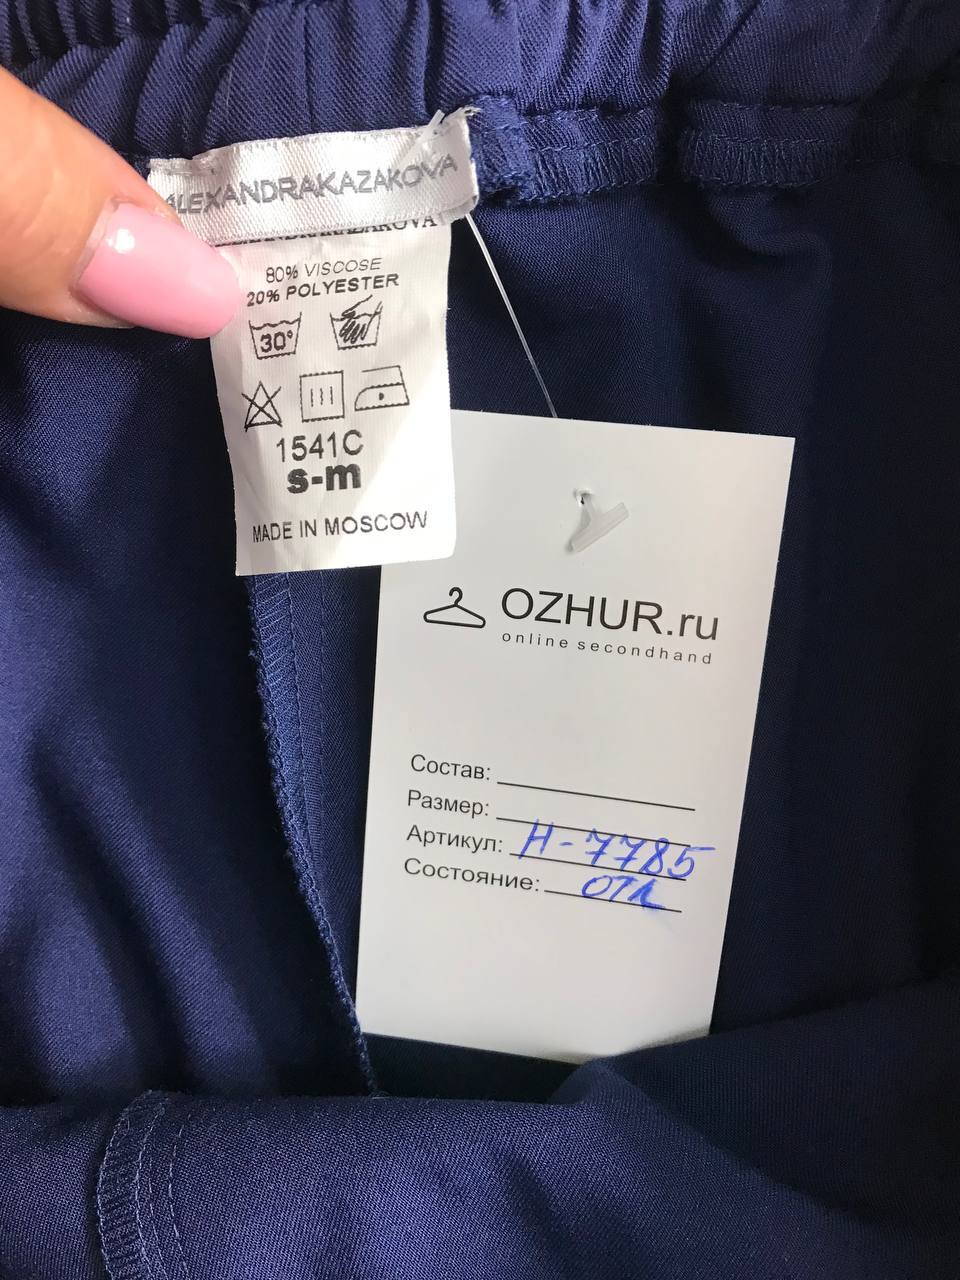 ALEXANDRAKAZAKOVA
80% VISCOSE
20% POLYESTER
30°
1541C
s-m
MADE IN MOSCOW
OZHUR.ru
online secondhand
Состав:
Размер:
Артикул: Н-7785
Состояние: отл